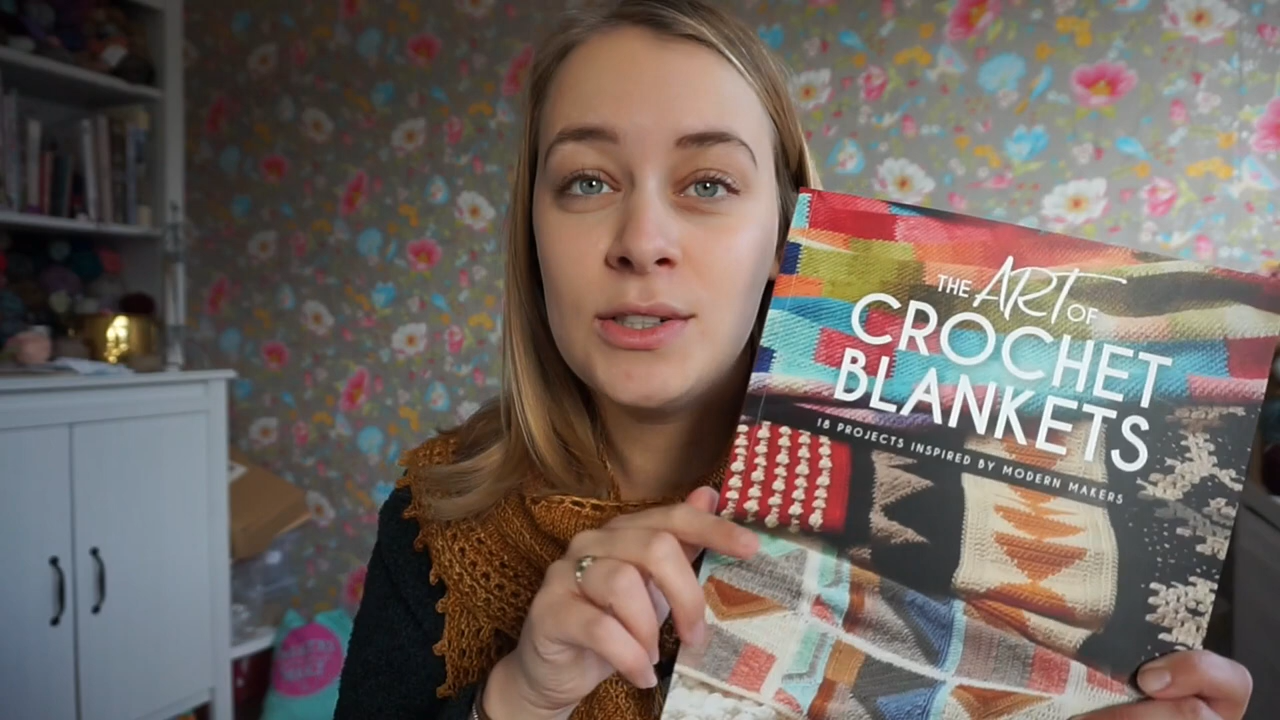 THE ART OF
CROCHET
BLANKETS
18 PROJECTS INSPIRED BY MODERN MAKERS